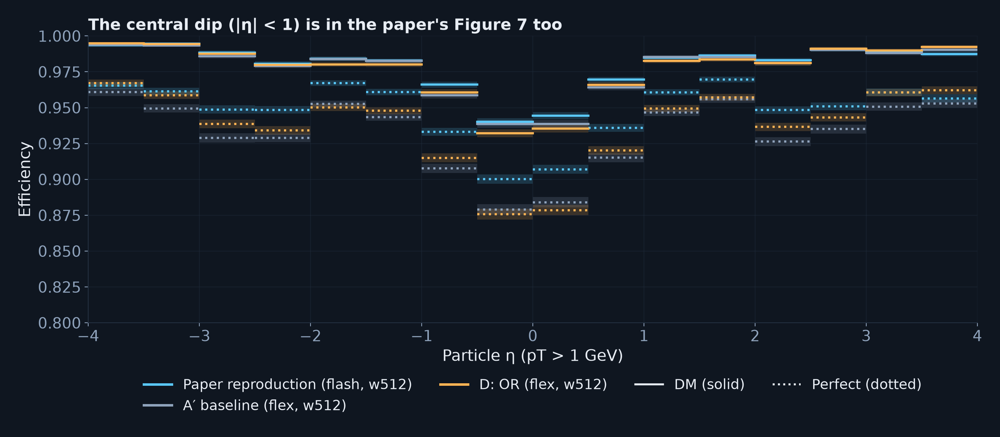 The central dip (|η| < 1) is in the paper's Figure 7 too
1.000
0.975
0.950
0.925
0.900
0.875
0.850
0.825
0.800
Efficiency
−4 −3 −2 −1 0 1 2 3 4
Particle η (pT > 1 GeV)
Paper reproduction (flash, w512) D: OR (flex, w512) DM (solid) Perfect (dotted)
A′ baseline (flex, w512)